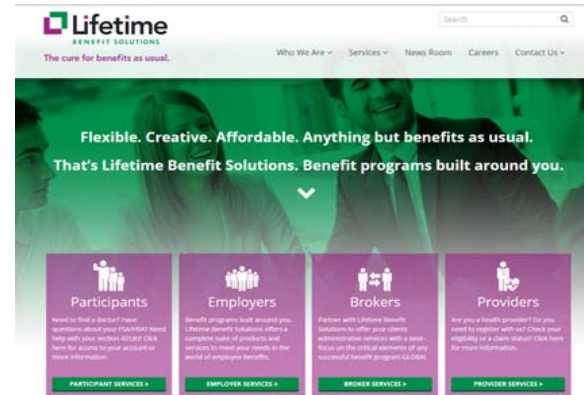 Lifetime
BENEFIT SOLUTIONS
The cure for benefits as usual.
Search
Who We Are
Services
News Room
Careers
Contact Us
Flexible. Creative. Affordable. Anything but benefits as usual.
That's Lifetime Benefit Solutions. Benefit programs built around you.
Participants
Need to find a doctor? Have
questions about your FSA/HRA? Need
help with your section 401(k)? Click
here for access to your account or
more information.
PARTICIPANT SERVICES »
Employers
Benefit programs built around you.
Lifetime Benefit Solutions offers a
complete suite of products and
services to meet your needs in the
world of employee benefits.
EMPLOYER SERVICES »
Brokers
Partner with Lifetime Benefit
Solutions to offer your clients
administrative services with a laser-
focus on the critical elements of any
successful benefit program GLOBAL
BROKER SERVICES »
Providers
Are you a health provider? Do you
need to register with us? Check your
eligibility or a claim status! Click here
for more information.
PROVIDER SERVICES »